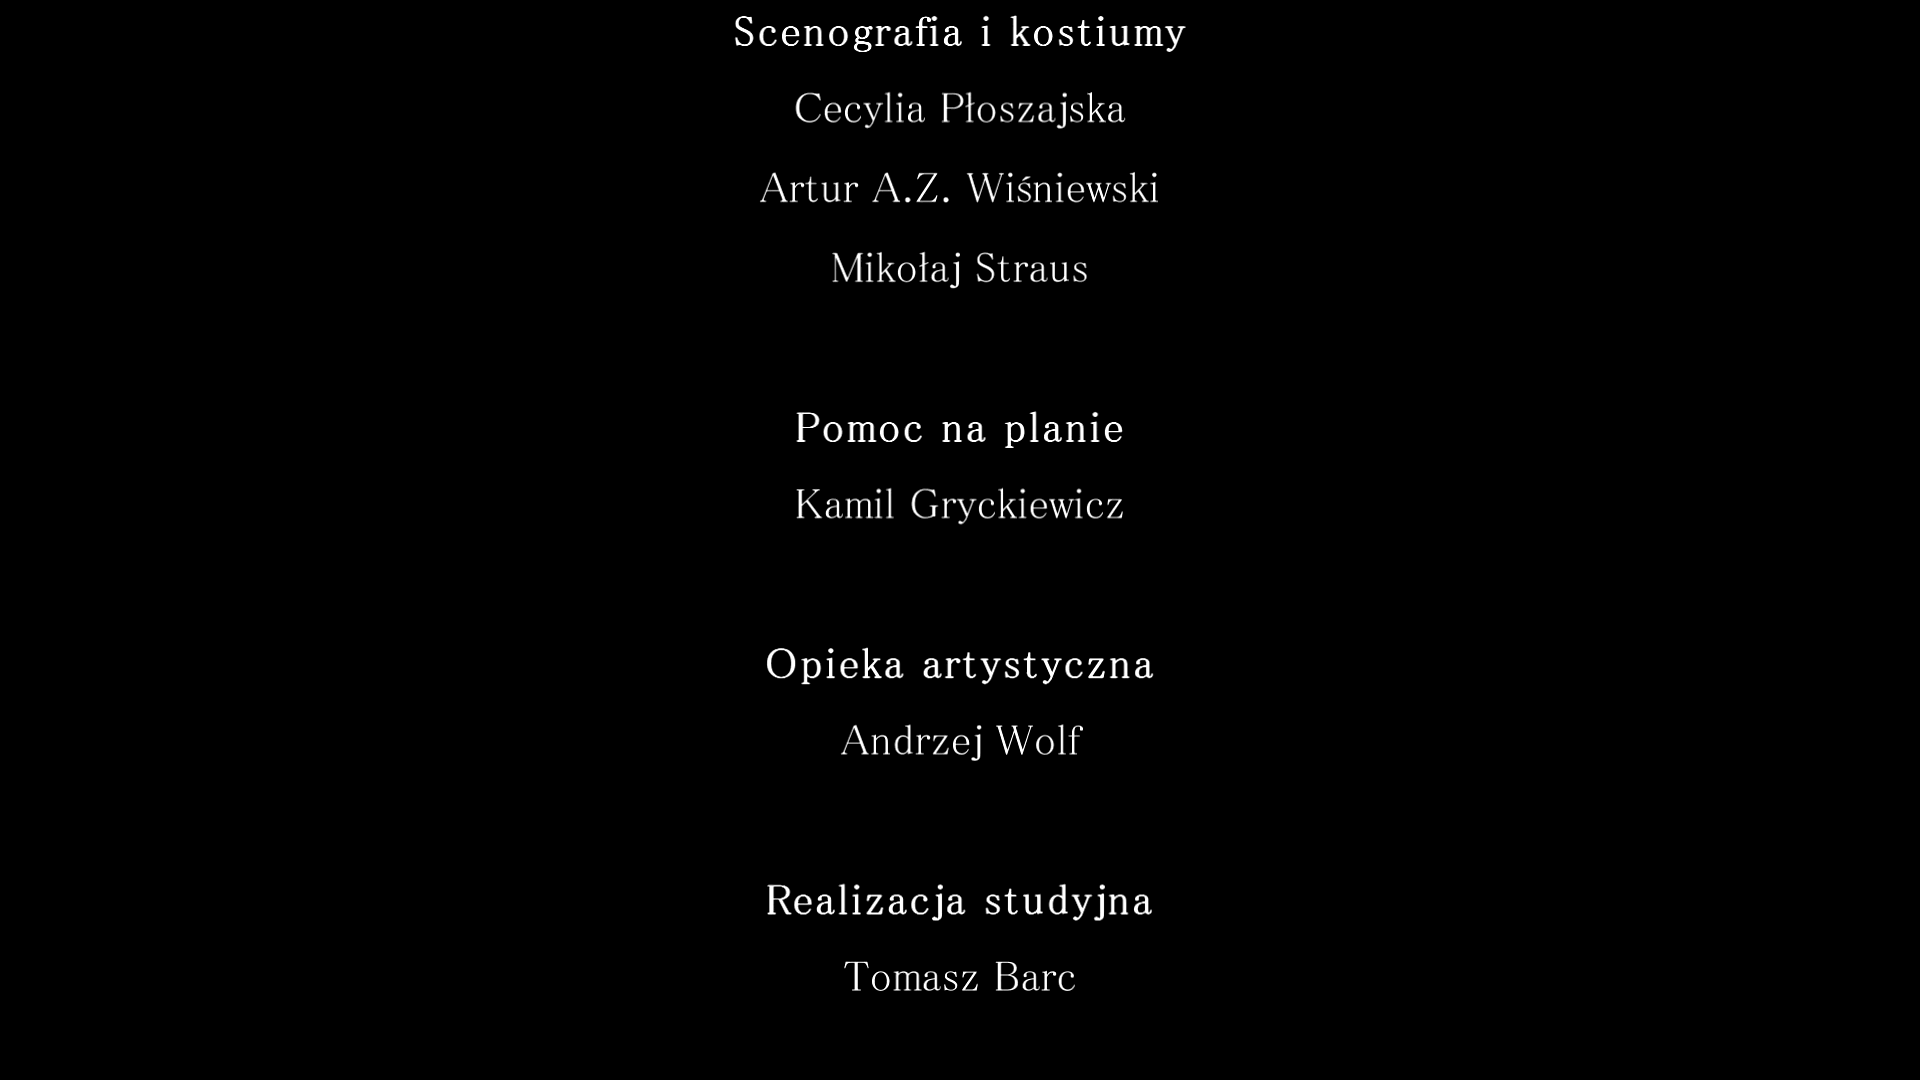 Scenografia i kostiumy
Cecylia Płoszajska
Artur A.Z. Wiśniewski
Mikołaj Straus
Pomoc na planie
Kamil Gryckiewicz
Opieka artystyczna
Andrzej Wolf
Realizacja studyjna
Tomasz Barc